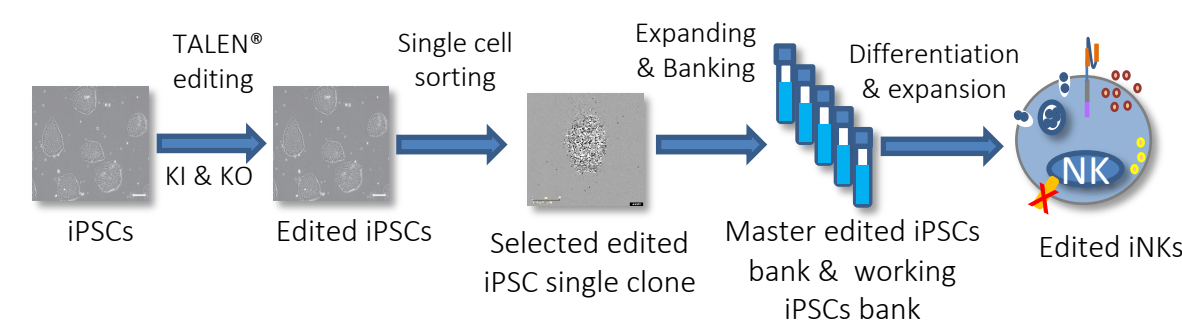 TALEN®
editing
KI & KO
iPSCs
Edited iPSCs
Single cell
sorting
Selected edited
iPSC single clone
Expanding
& Banking
Master edited iPSCs
bank & working
iPSCs bank
Differentiation
& expansion
NK
Edited iNKs